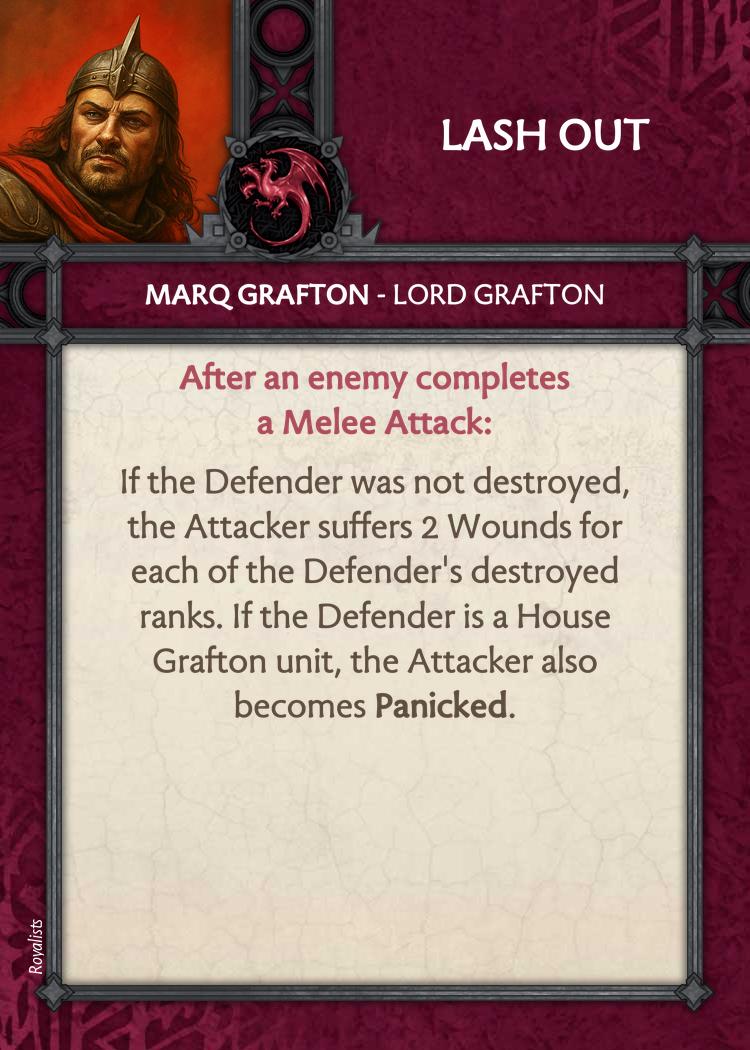 LASH OUT
MARQ GRAFTON - LORD GRAFTON
After an enemy completes
a Melee Attack:
If the Defender was not destroyed,
the Attacker suffers 2 Wounds for
each of the Defender's destroyed
ranks. If the Defender is a House
Grafton unit, the Attacker also
becomes Panicked.
Royalists